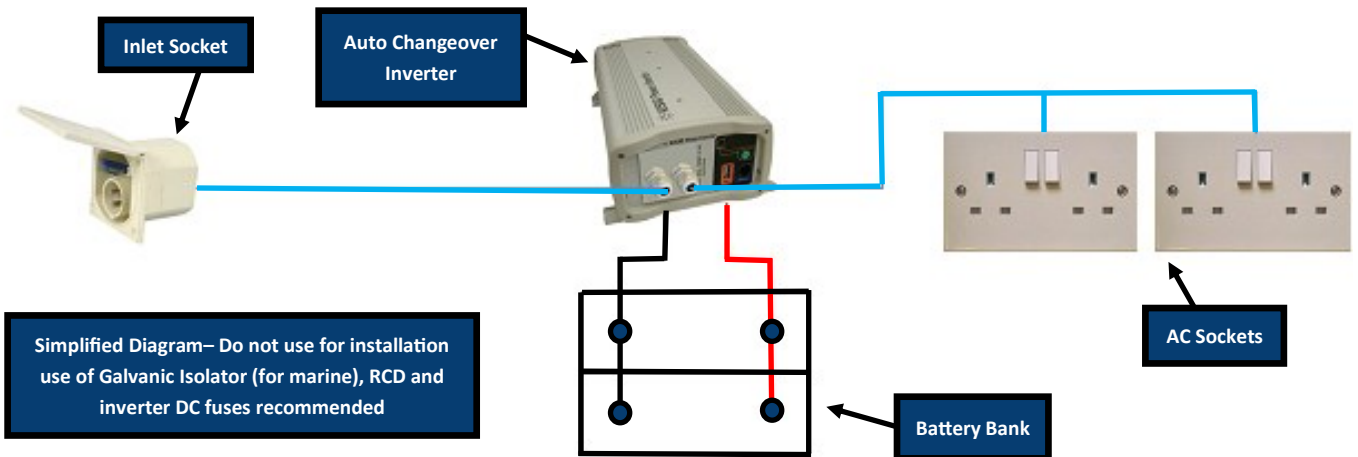 Inlet Socket
Auto Changeover
Inverter
Simplified Diagram– Do not use for installation
use of Galvanic Isolator (for marine), RCD and
inverter DC fuses recommended
AC Sockets
Battery Bank